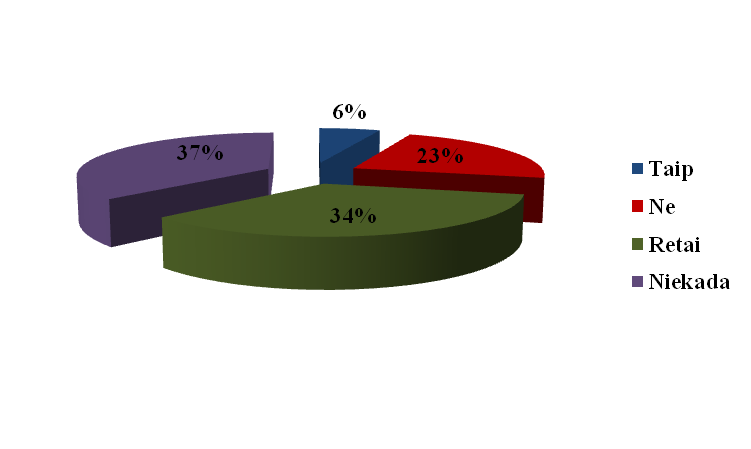 6%
37%
23%
34%
Taip
Ne
Retai
Niekada